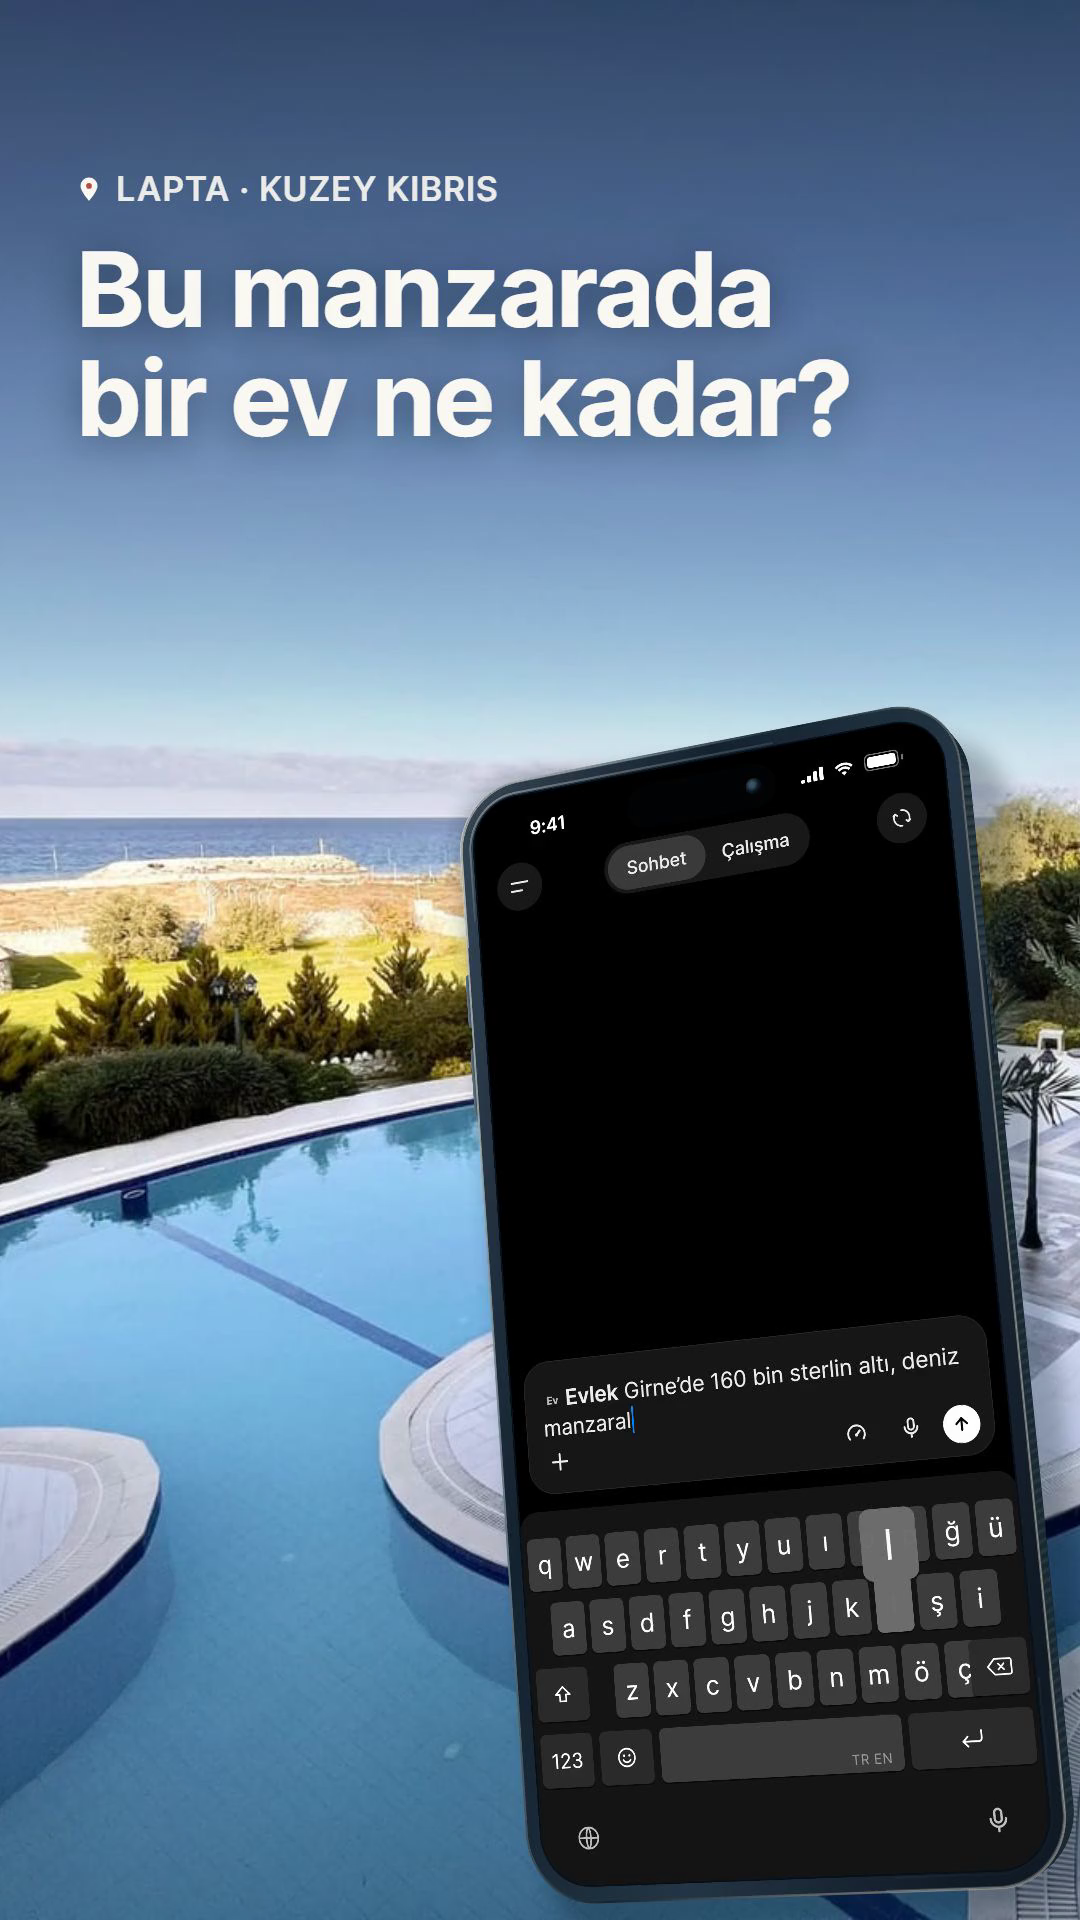 LAPTA · KUZEY KIBRIS
Bu manzarada
bir ev ne kadar?
9:41
Sohbet Çalışma
Ev Evlek Girne’de 160 bin sterlin altı, deniz
manzaral
q w e r t y u ı l ğ ü
a s d f g h j k ş i
z x c v b n m ö ç
123 TR EN